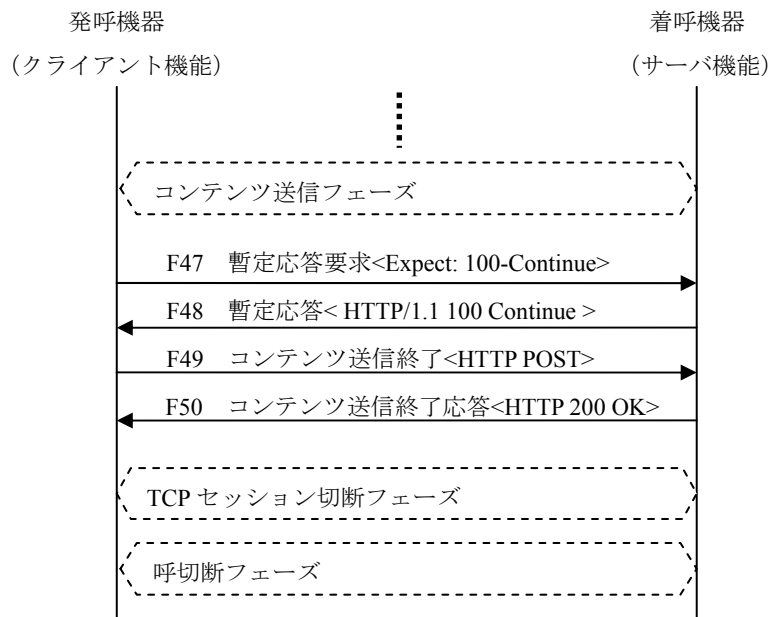 発呼機器
着呼機器
（クライアント機能）
（サーバ機能）
コンテンツ送信フェーズ
F47 暫定応答要求<Expect: 100-Continue>
F48 暫定応答< HTTP/1.1 100 Continue >
F49 コンテンツ送信終了<HTTP POST>
F50 コンテンツ送信終了応答<HTTP 200 OK>
TCP セッション切断フェーズ
呼切断フェーズ